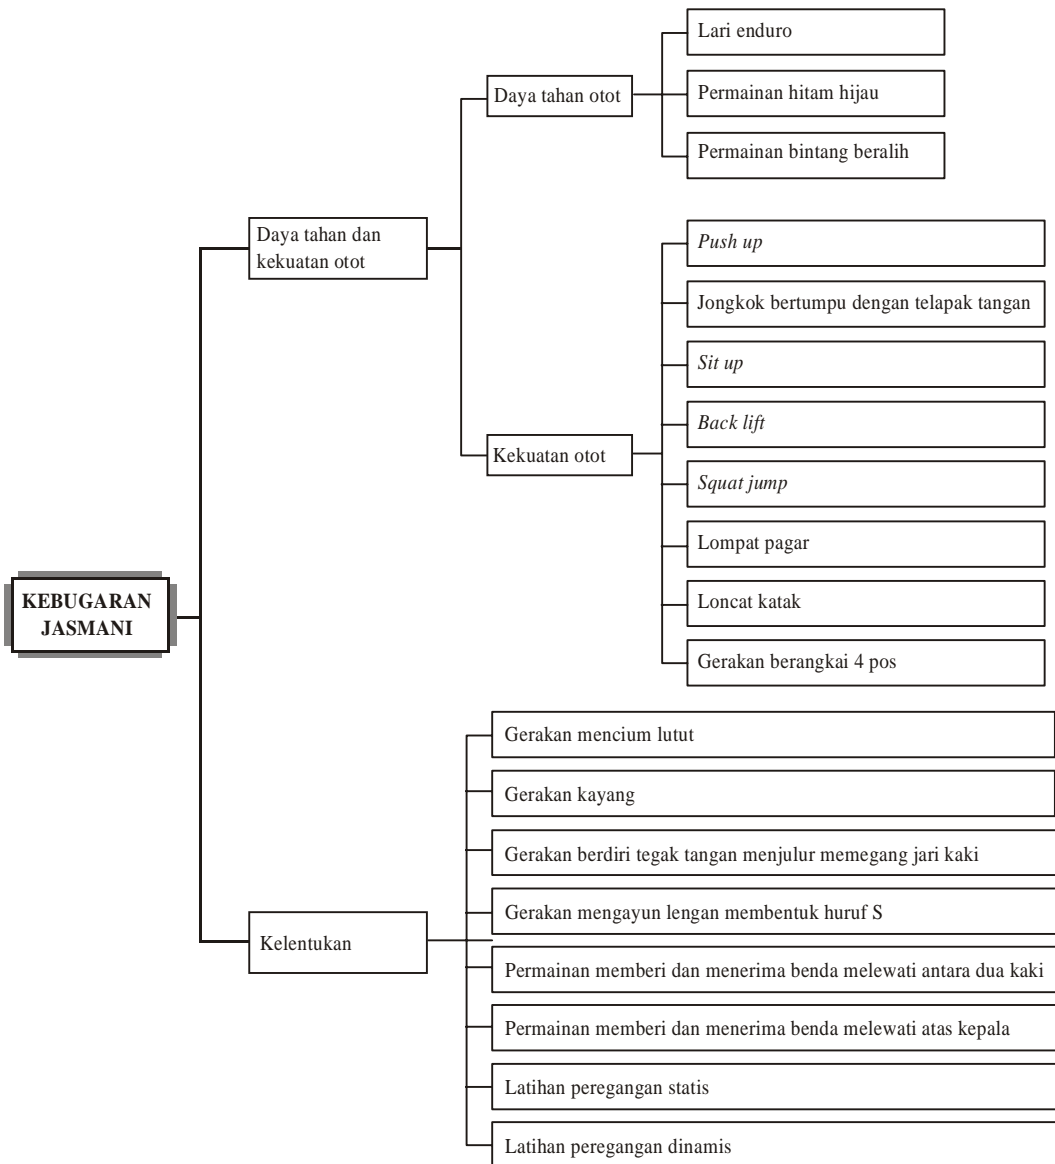 Lari enduro
Daya tahan otot
Permainan hitam hijau
Permainan bintang beralih
Daya tahan dan
kekuatan otot
Push up
Jongkok bertumpu dengan telapak tangan
Sit up
Back lift
Kekuatan otot
Squat jump
Lompat pagar
Loncat katak
Gerakan berangkai 4 pos
KEBUGARAN
JASMANI
Gerakan mencium lutut
Gerakan kayang
Gerakan berdiri tegak tangan menjulur memegang jari kaki
Gerakan mengayun lengan membentuk huruf S
Kelentukan
Permainan memberi dan menerima benda melewati antara dua kaki
Permainan memberi dan menerima benda melewati atas kepala
Latihan peregangan statis
Latihan peregangan dinamis